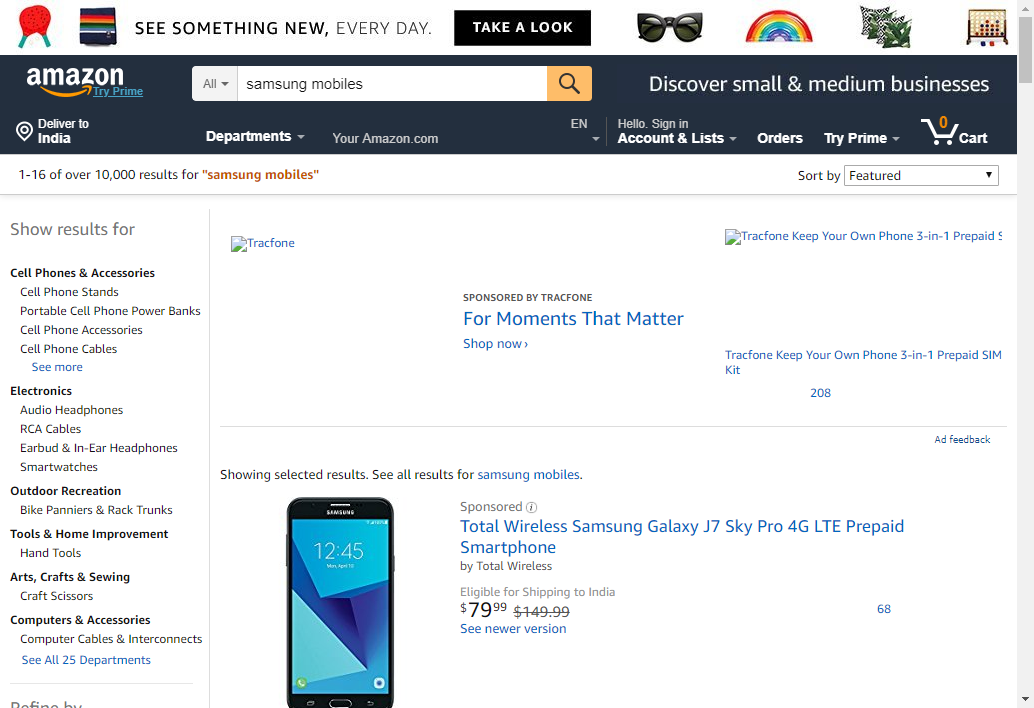 SEE SOMETHING NEW, EVERY DAY.
TAKE A LOOK
amazon
Try Prime
All
samsung mobiles
Discover small & medium businesses
Deliver to
India
Departments
Your Amazon.com
EN
Hello. Sign in
Account & Lists
Orders
Try Prime
0
Cart
1-16 of over 10,000 results for "samsung mobiles"
Sort by Featured
Show results for
Cell Phones & Accessories
Cell Phone Stands
Portable Cell Phone Power Banks
Cell Phone Accessories
Cell Phone Cables
See more
Electronics
Audio Headphones
RCA Cables
Earbud & In-Ear Headphones
Smartwatches
Outdoor Recreation
Bike Panniers & Rack Trunks
Tools & Home Improvement
Hand Tools
Arts, Crafts & Sewing
Craft Scissors
Computers & Accessories
Computer Cables & Interconnects
See All 25 Departments
Refine by
Tracfone
SPONSORED BY TRACFONE
For Moments That Matter
Shop now ›
Tracfone Keep Your Own Phone 3-in-1 Prepaid S
Tracfone Keep Your Own Phone 3-in-1 Prepaid SIM
Kit
208
Ad feedback
Showing selected results. See all results for samsung mobiles.
SAMSUNG
12:45
Mon, April 10
Sponsored
Total Wireless Samsung Galaxy J7 Sky Pro 4G LTE Prepaid
Smartphone
by Total Wireless
Eligible for Shipping to India
$79.99 $149.99
See newer version
68